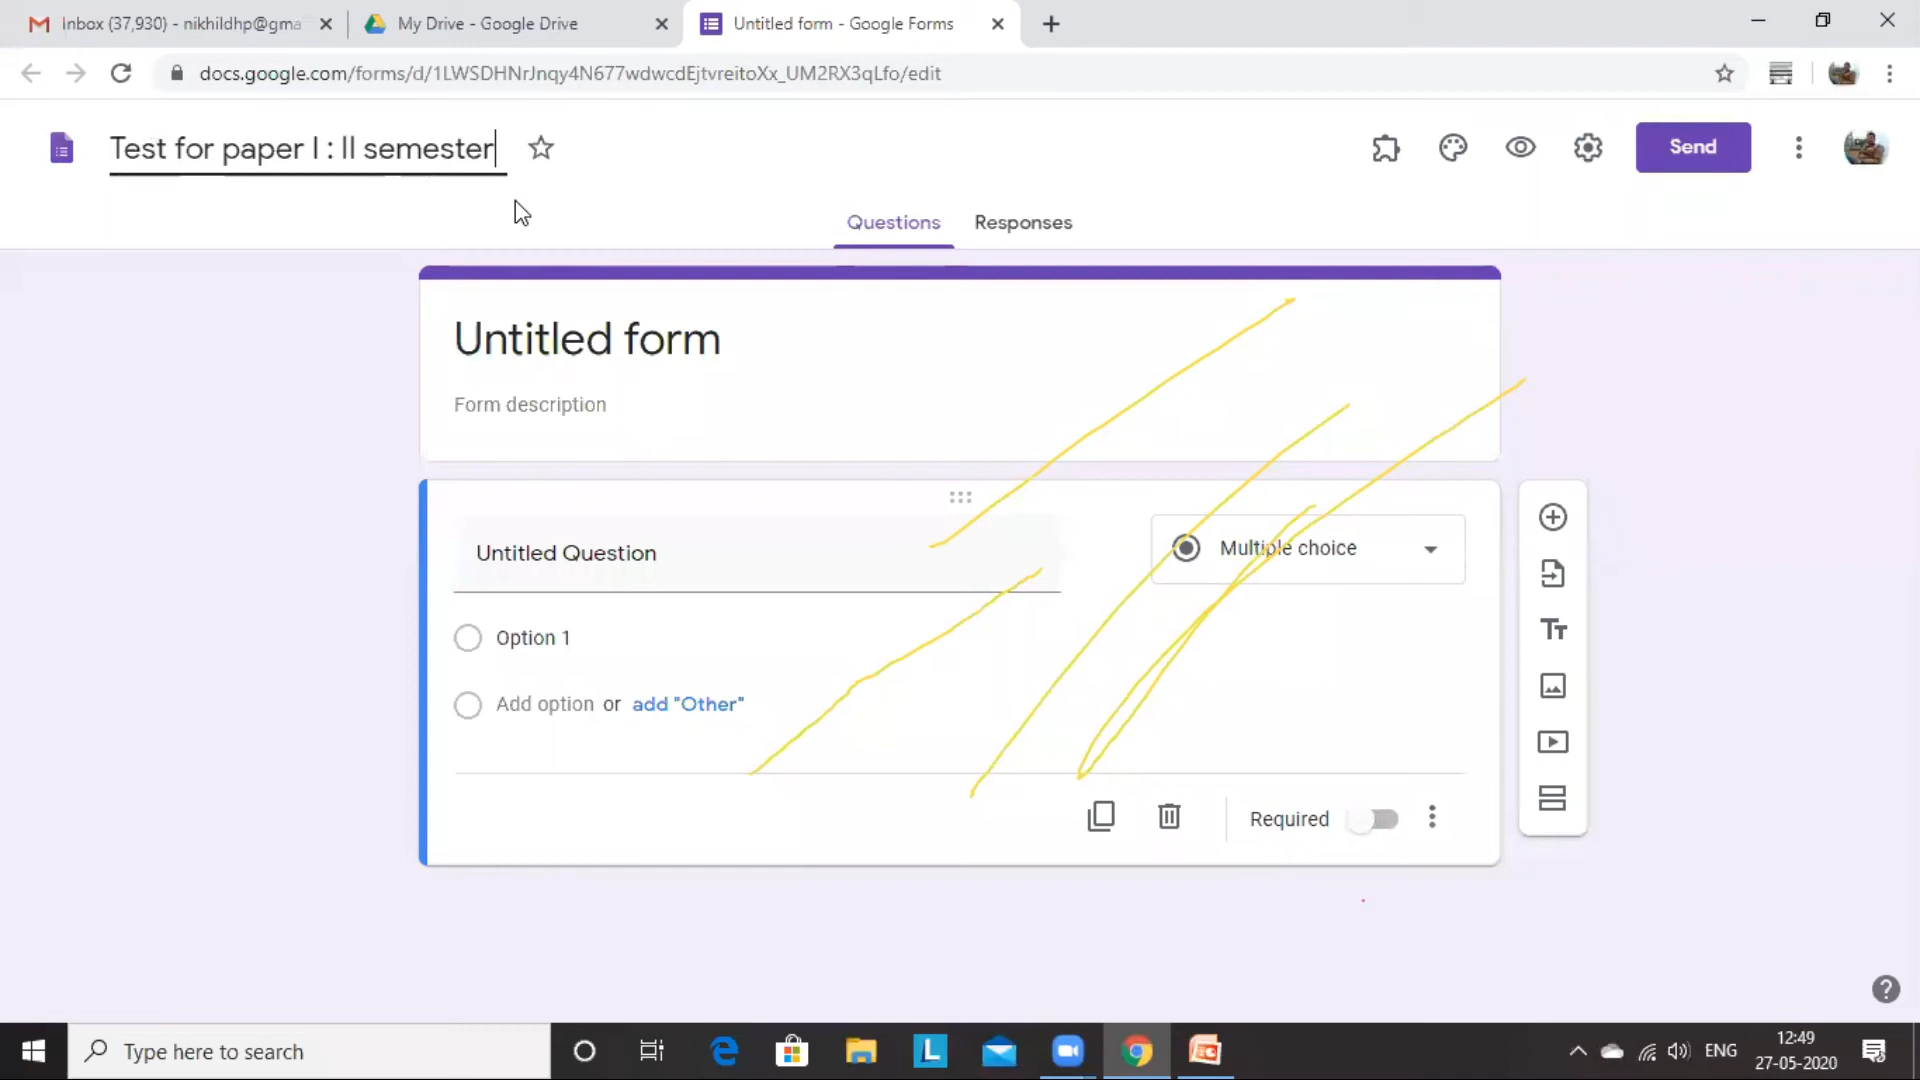 inbox (37,930) - nikhildhp@gma
My Drive - Google Drive
Untitled form - Google Forms
docs.google.com/forms/d/1LWSDHNrJnqy4N677wdwcdEjtvreitoXx_UM2RX3qLfo/edit
Test for paper I : II semester
Send
Questions
Responses
Untitled form
Form description
Untitled Question
Multiple choice
Option 1
Add option or add "Other"
Tт
Required
Type here to search
ENG
12:49
27-05-2020